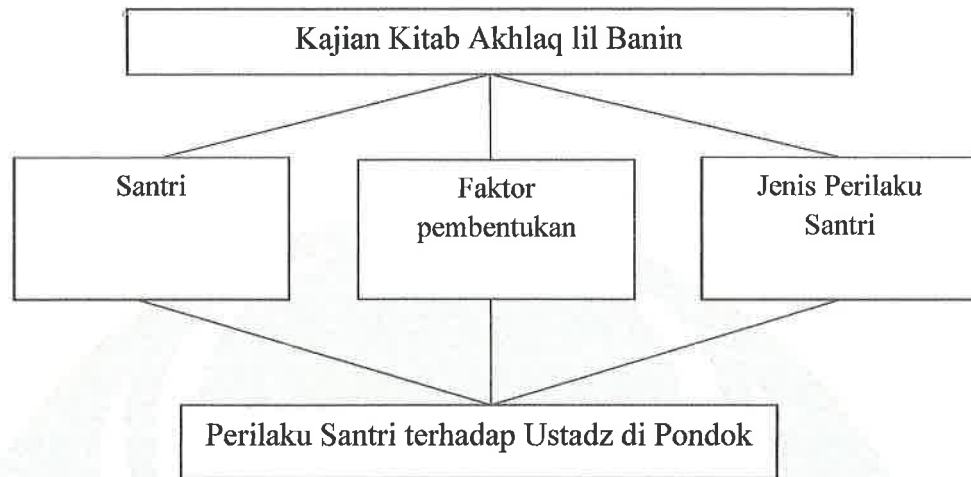 Kajian Kitab Akhlaq lil Banin
Santri
Faktor
pembentukan
Jenis Perilaku
Santri
Perilaku Santri terhadap Ustadz di Pondok